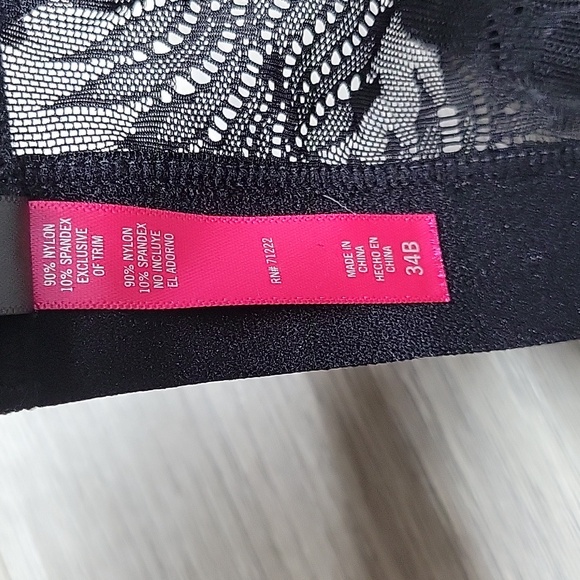 90% NYLON
10% SPANDEX
EXCLUSIVE
OF TRIM
90% NYLON
10% SPANDEX
NO INCLUYE
EL ADORNO
RN# 71222
MADE IN
CHINA
HECHO EN
CHINA
34B